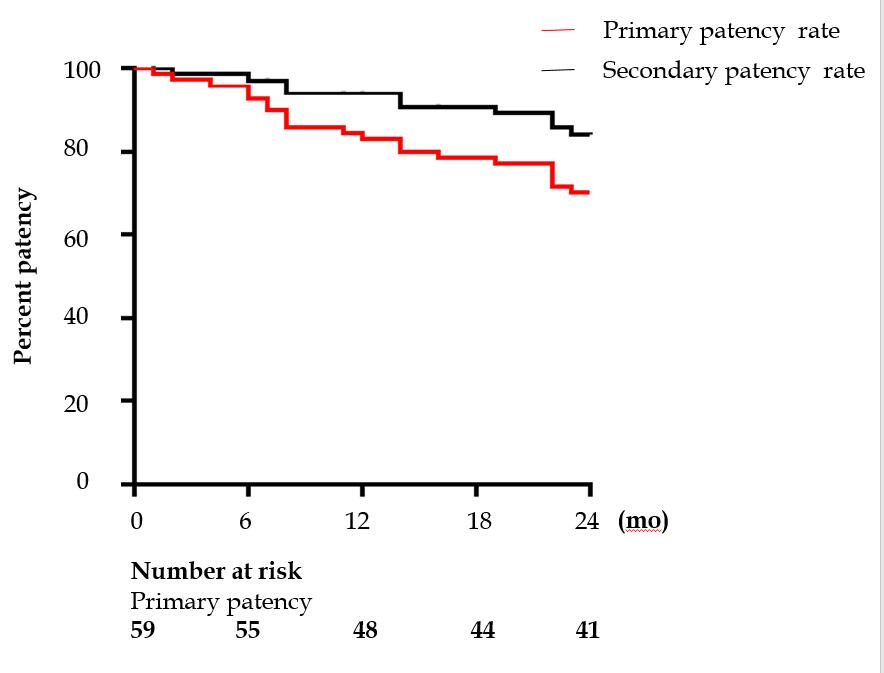 Primary patency rate
Secondary patency rate
100
80
60
40
20
0
Percent patency
0 6 12 18 24 (mo)
Number at risk
Primary patency
59 55 48 44 41